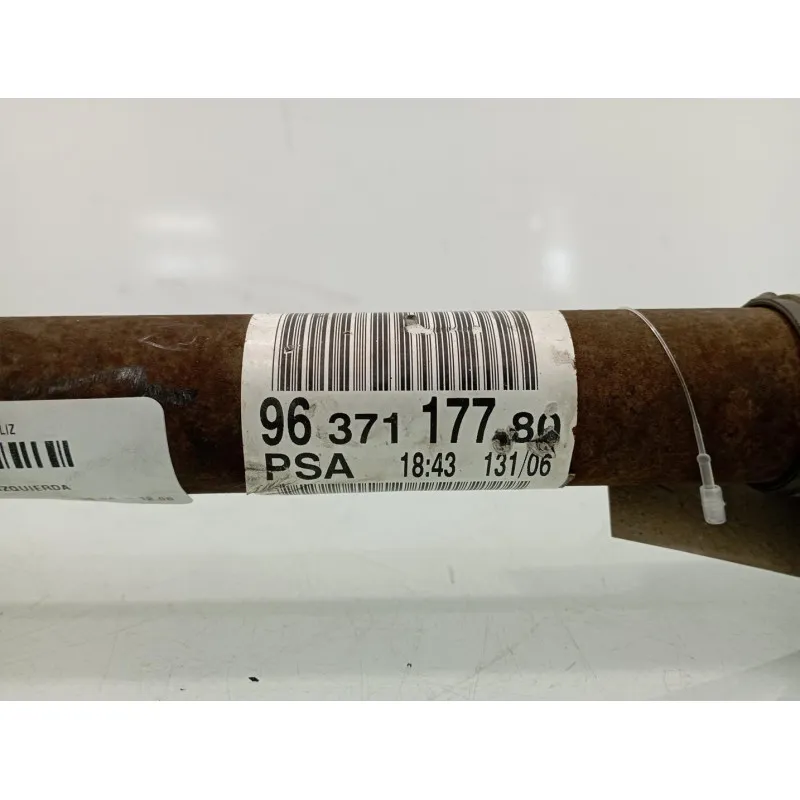 96 371 177 80
PSA 18:43 131/06
LIZ
ZQUIERDA